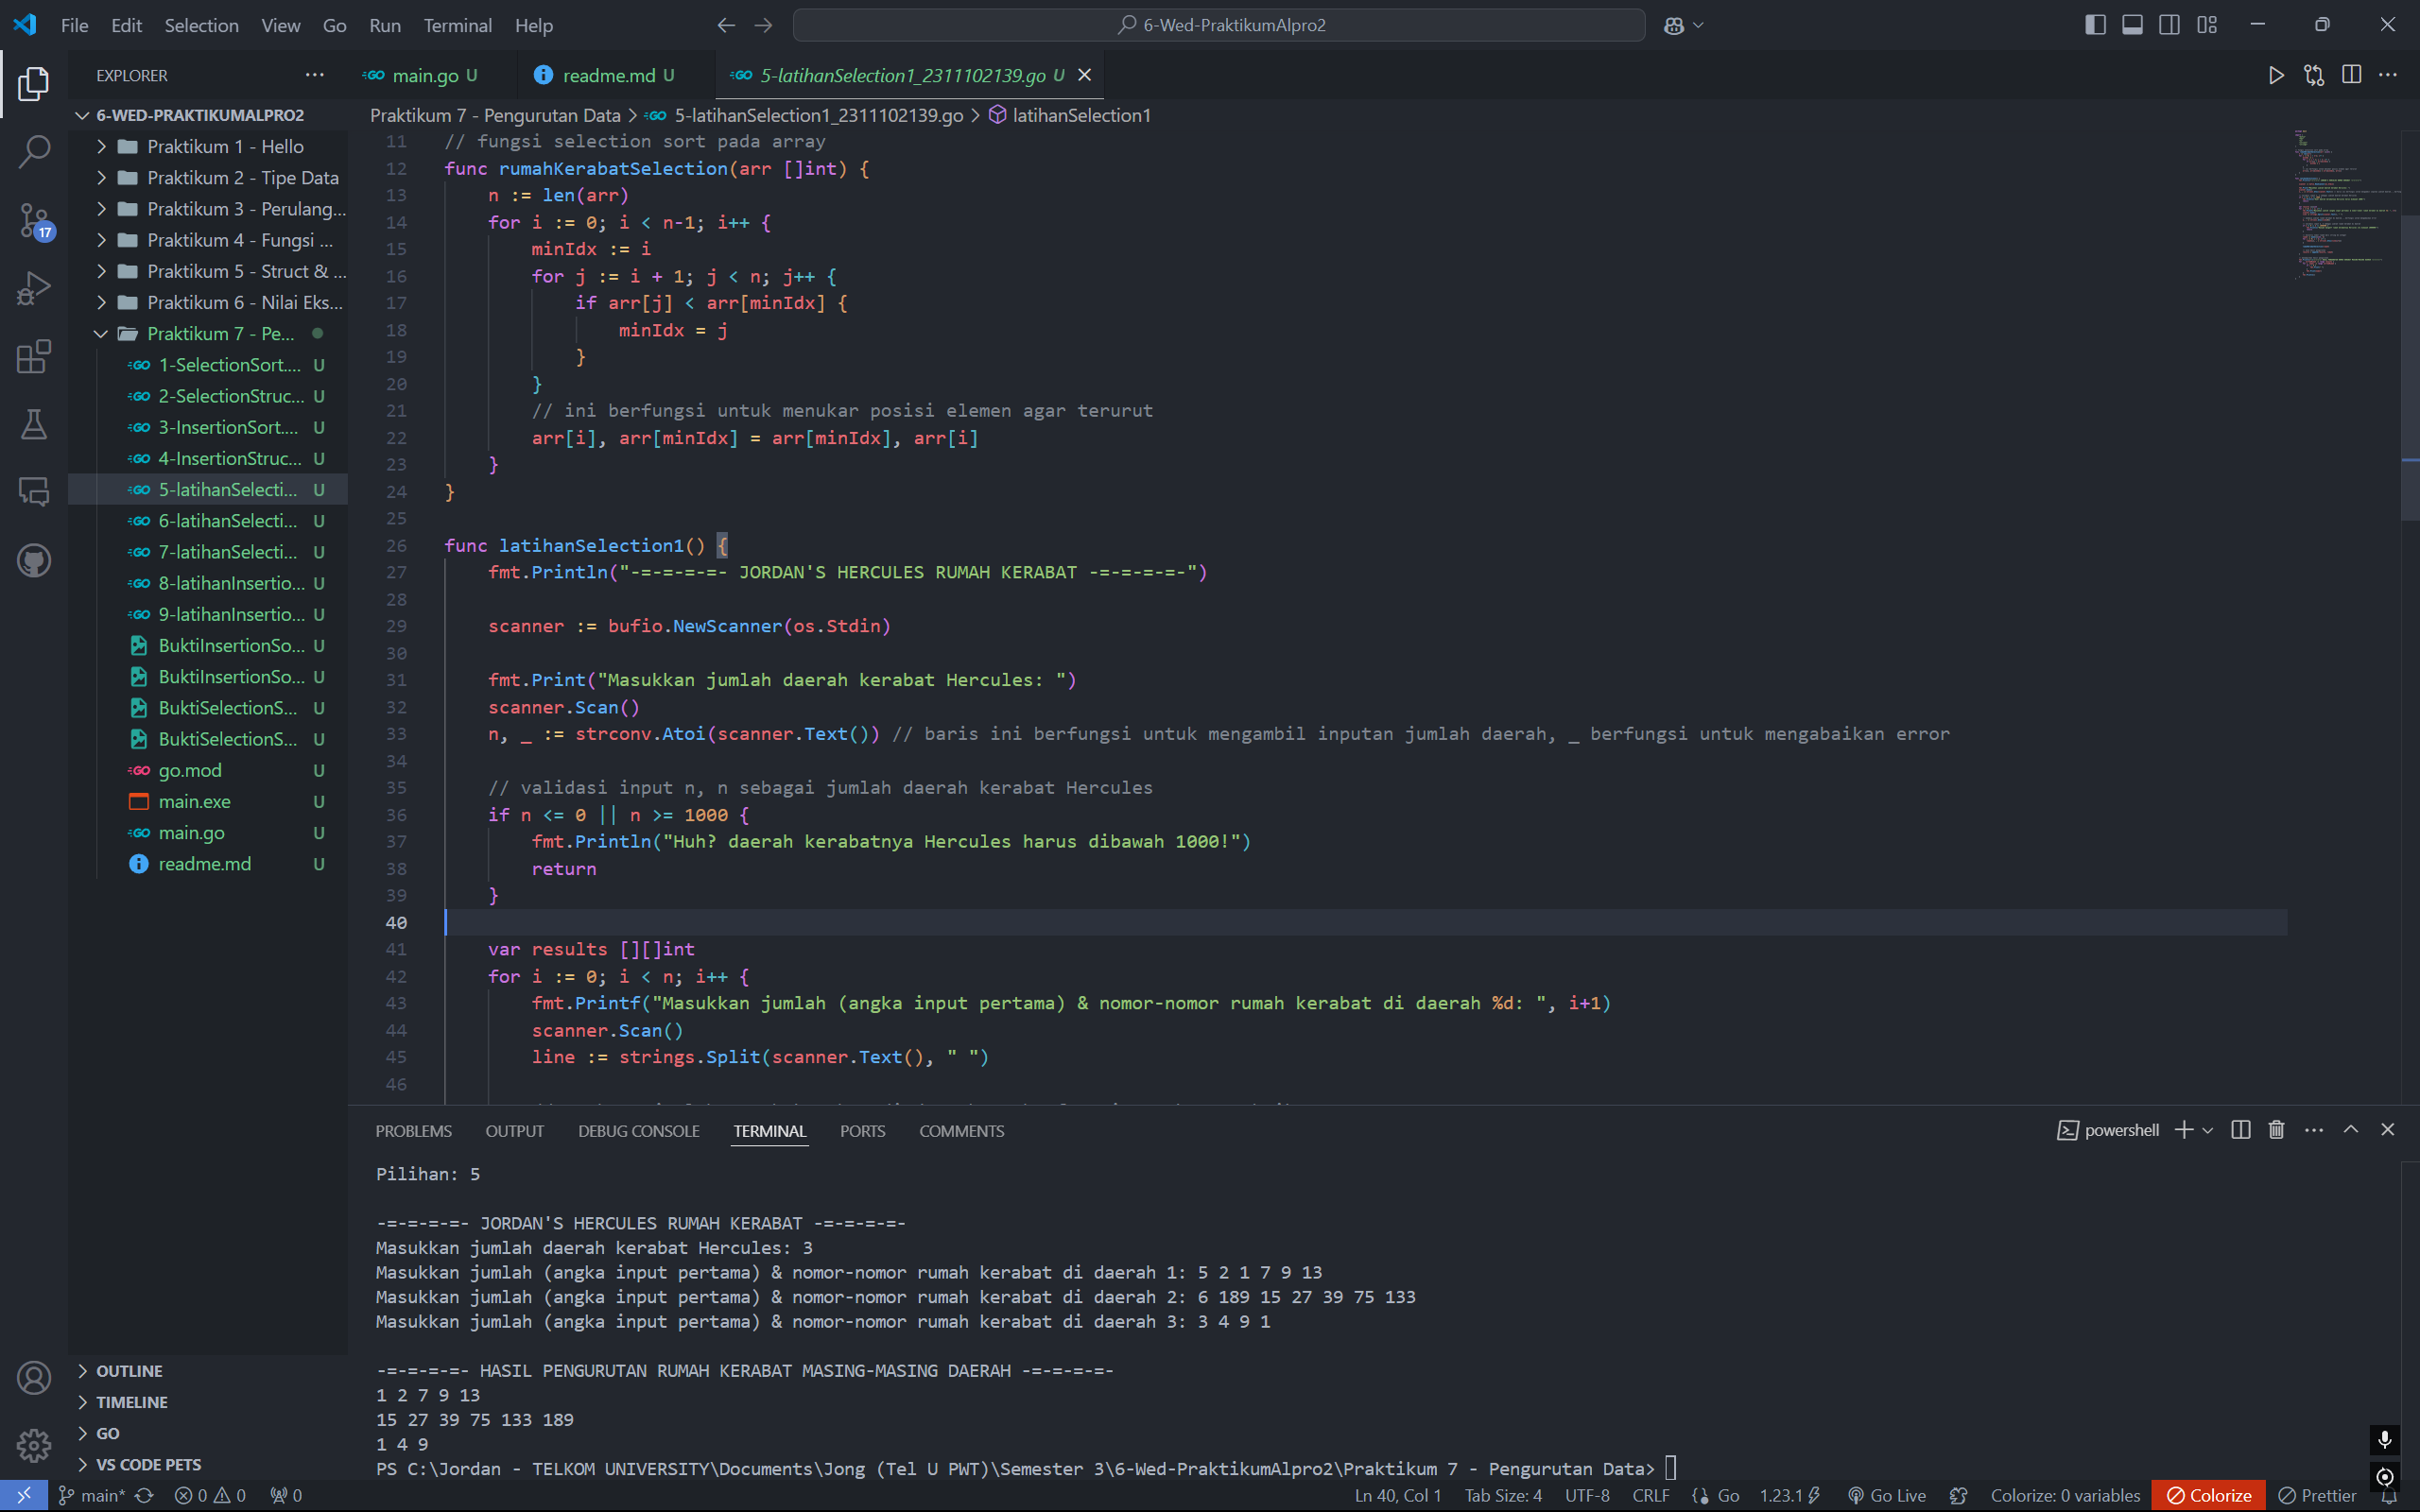 File Edit Selection View Go Run Terminal Help
6-Wed-PraktikumAlpro2
EXPLORER
main.go U
readme.md U
5-latihanSelection1_2311102139.go U
6-WED-PRAKTIKUMALPRO2
Praktikum 7 - Pengurutan Data > 5-latihanSelection1_2311102139.go > latihanSelection1
Praktikum 1 - Hello
Praktikum 2 - Tipe Data
Praktikum 3 - Perulang...
Praktikum 4 - Fungsi ...
Praktikum 5 - Struct & ...
Praktikum 6 - Nilai Eks...
Praktikum 7 - Pe...
1-SelectionSort.... U
2-SelectionStruc... U
3-InsertionSort.... U
4-InsertionStruc... U
5-latihanSelecti... U
6-latihanSelecti... U
7-latihanSelecti... U
8-latihanInsertio... U
9-latihanInsertio... U
BuktiInsertionSo... U
BuktiInsertionSo... U
BuktiSelectionS... U
BuktiSelectionS... U
go.mod U
main.exe U
main.go U
readme.md U
OUTLINE
TIMELINE
GO
VS CODE PETS
17
11 // fungsi selection sort pada array
12 func rumahKerabatSelection(arr []int) {
13 n := len(arr)
14 for i := 0; i < n-1; i++ {
15 minIdx := i
16 for j := i + 1; j < n; j++ {
17 if arr[j] < arr[minIdx] {
18 minIdx = j
19 }
20 }
21 // ini berfungsi untuk menukar posisi elemen agar terurut
22 arr[i], arr[minIdx] = arr[minIdx], arr[i]
23 }
24 }
25
26 func latihanSelection1() {
27 fmt.Println("-=-=-=-=- JORDAN'S HERCULES RUMAH KERABAT -=-=-=-=-")
28
29 scanner := bufio.NewScanner(os.Stdin)
30
31 fmt.Print("Masukkan jumlah daerah kerabat Hercules: ")
32 scanner.Scan()
33 n, _ := strconv.Atoi(scanner.Text()) // baris ini berfungsi untuk mengambil inputan jumlah daerah, _ berfungsi untuk mengabaikan error
34
35 // validasi input n, n sebagai jumlah daerah kerabat Hercules
36 if n <= 0 || n >= 1000 {
37 fmt.Println("Huh? daerah kerabatnya Hercules harus dibawah 1000!")
38 return
39 }
40
41 var results [][]int
42 for i := 0; i < n; i++ {
43 fmt.Printf("Masukkan jumlah (angka input pertama) & nomor-nomor rumah kerabat di daerah %d: ", i+1)
44 scanner.Scan()
45 line := strings.Split(scanner.Text(), " ")
46
PROBLEMS OUTPUT DEBUG CONSOLE TERMINAL PORTS COMMENTS
powershell
Pilihan: 5
-=-=-=-=- JORDAN'S HERCULES RUMAH KERABAT -=-=-=-=-
Masukkan jumlah daerah kerabat Hercules: 3
Masukkan jumlah (angka input pertama) & nomor-nomor rumah kerabat di daerah 1: 5 2 1 7 9 13
Masukkan jumlah (angka input pertama) & nomor-nomor rumah kerabat di daerah 2: 6 189 15 27 39 75 133
Masukkan jumlah (angka input pertama) & nomor-nomor rumah kerabat di daerah 3: 3 4 9 1
-=-=-=-=- HASIL PENGURUTAN RUMAH KERABAT MASING-MASING DAERAH -=-=-=-=-
1 2 7 9 13
15 27 39 75 133 189
1 4 9
PS C:\Jordan - TELKOM UNIVERSITY\Documents\Jong (Tel U PWT)\Semester 3\6-Wed-PraktikumAlpro2\Praktikum 7 - Pengurutan Data>
main* 0 0 0
Ln 40, Col 1 Tab Size: 4 UTF-8 CRLF Go 1.23.1 Go Live Colorize: 0 variables Colorize Prettier